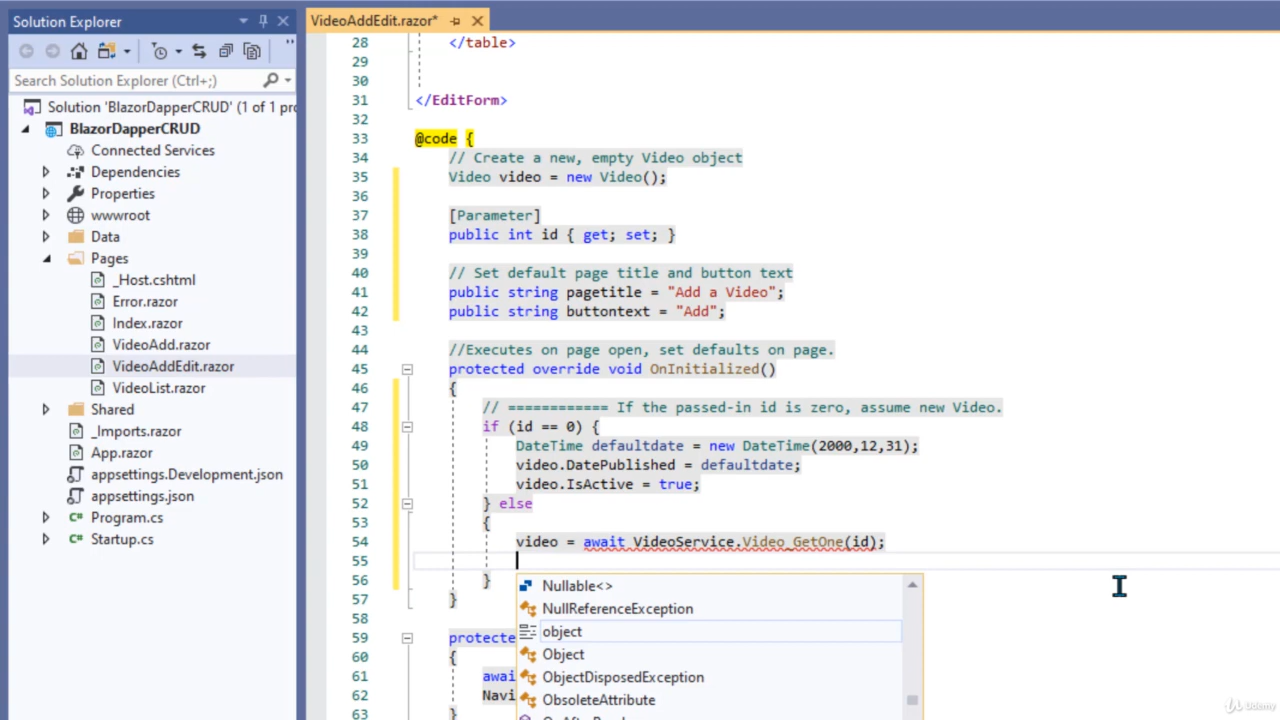 Solution Explorer
VideoAddEdit.razor*
Search Solution Explorer (Ctrl+;)
Solution 'BlazorDapperCRUD' (1 of 1 pro
BlazorDapperCRUD
Connected Services
Dependencies
Properties
wwwroot
Data
Pages
_Host.cshtml
Error.razor
Index.razor
VideoAdd.razor
VideoAddEdit.razor
VideoList.razor
Shared
_Imports.razor
App.razor
appsettings.Development.json
appsettings.json
Program.cs
Startup.cs
28 </table>
29
30
31 </EditForm>
32
33 @code {
34 // Create a new, empty Video object
35 Video video = new Video();
36
37 [Parameter]
38 public int id { get; set; }
39
40 // Set default page title and button text
41 public string pagetitle = "Add a Video";
42 public string buttontext = "Add";
43
44 //Executes on page open, set defaults on page.
45 protected override void OnInitialized()
46 {
47 // ============ If the passed-in id is zero, assume new Video.
48 if (id == 0) {
49 DateTime defaultdate = new DateTime(2000,12,31);
50 video.DatePublished = defaultdate;
51 video.IsActive = true;
52 } else
53 {
54 video = await VideoService.Video_GetOne(id);
55
56 }
57 }
58
59 protecte
60 {
61 awai
62 Navi
63 }
Nullable<>
NullReferenceException
object
Object
ObjectDisposedException
ObsoleteAttribute
Udemy